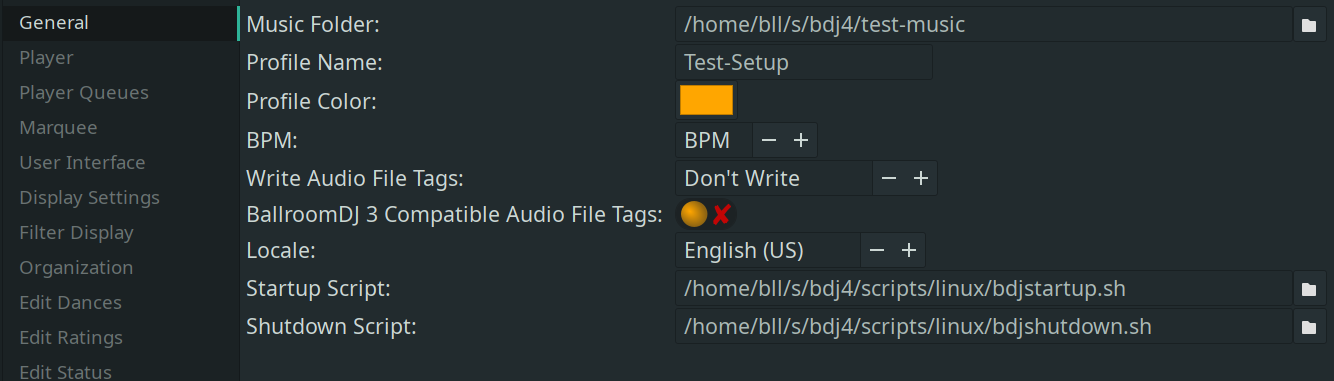 General
Player
Player Queues
Marquee
User Interface
Display Settings
Filter Display
Organization
Edit Dances
Edit Ratings
Edit Status
Music Folder: /home/bll/s/bdj4/test-music
Profile Name: Test-Setup
Profile Color:
BPM: BPM
Write Audio File Tags: Don't Write
BallroomDJ 3 Compatible Audio File Tags:
Locale: English (US)
Startup Script: /home/bll/s/bdj4/scripts/linux/bdjstartup.sh
Shutdown Script: /home/bll/s/bdj4/scripts/linux/bdjshutdown.sh